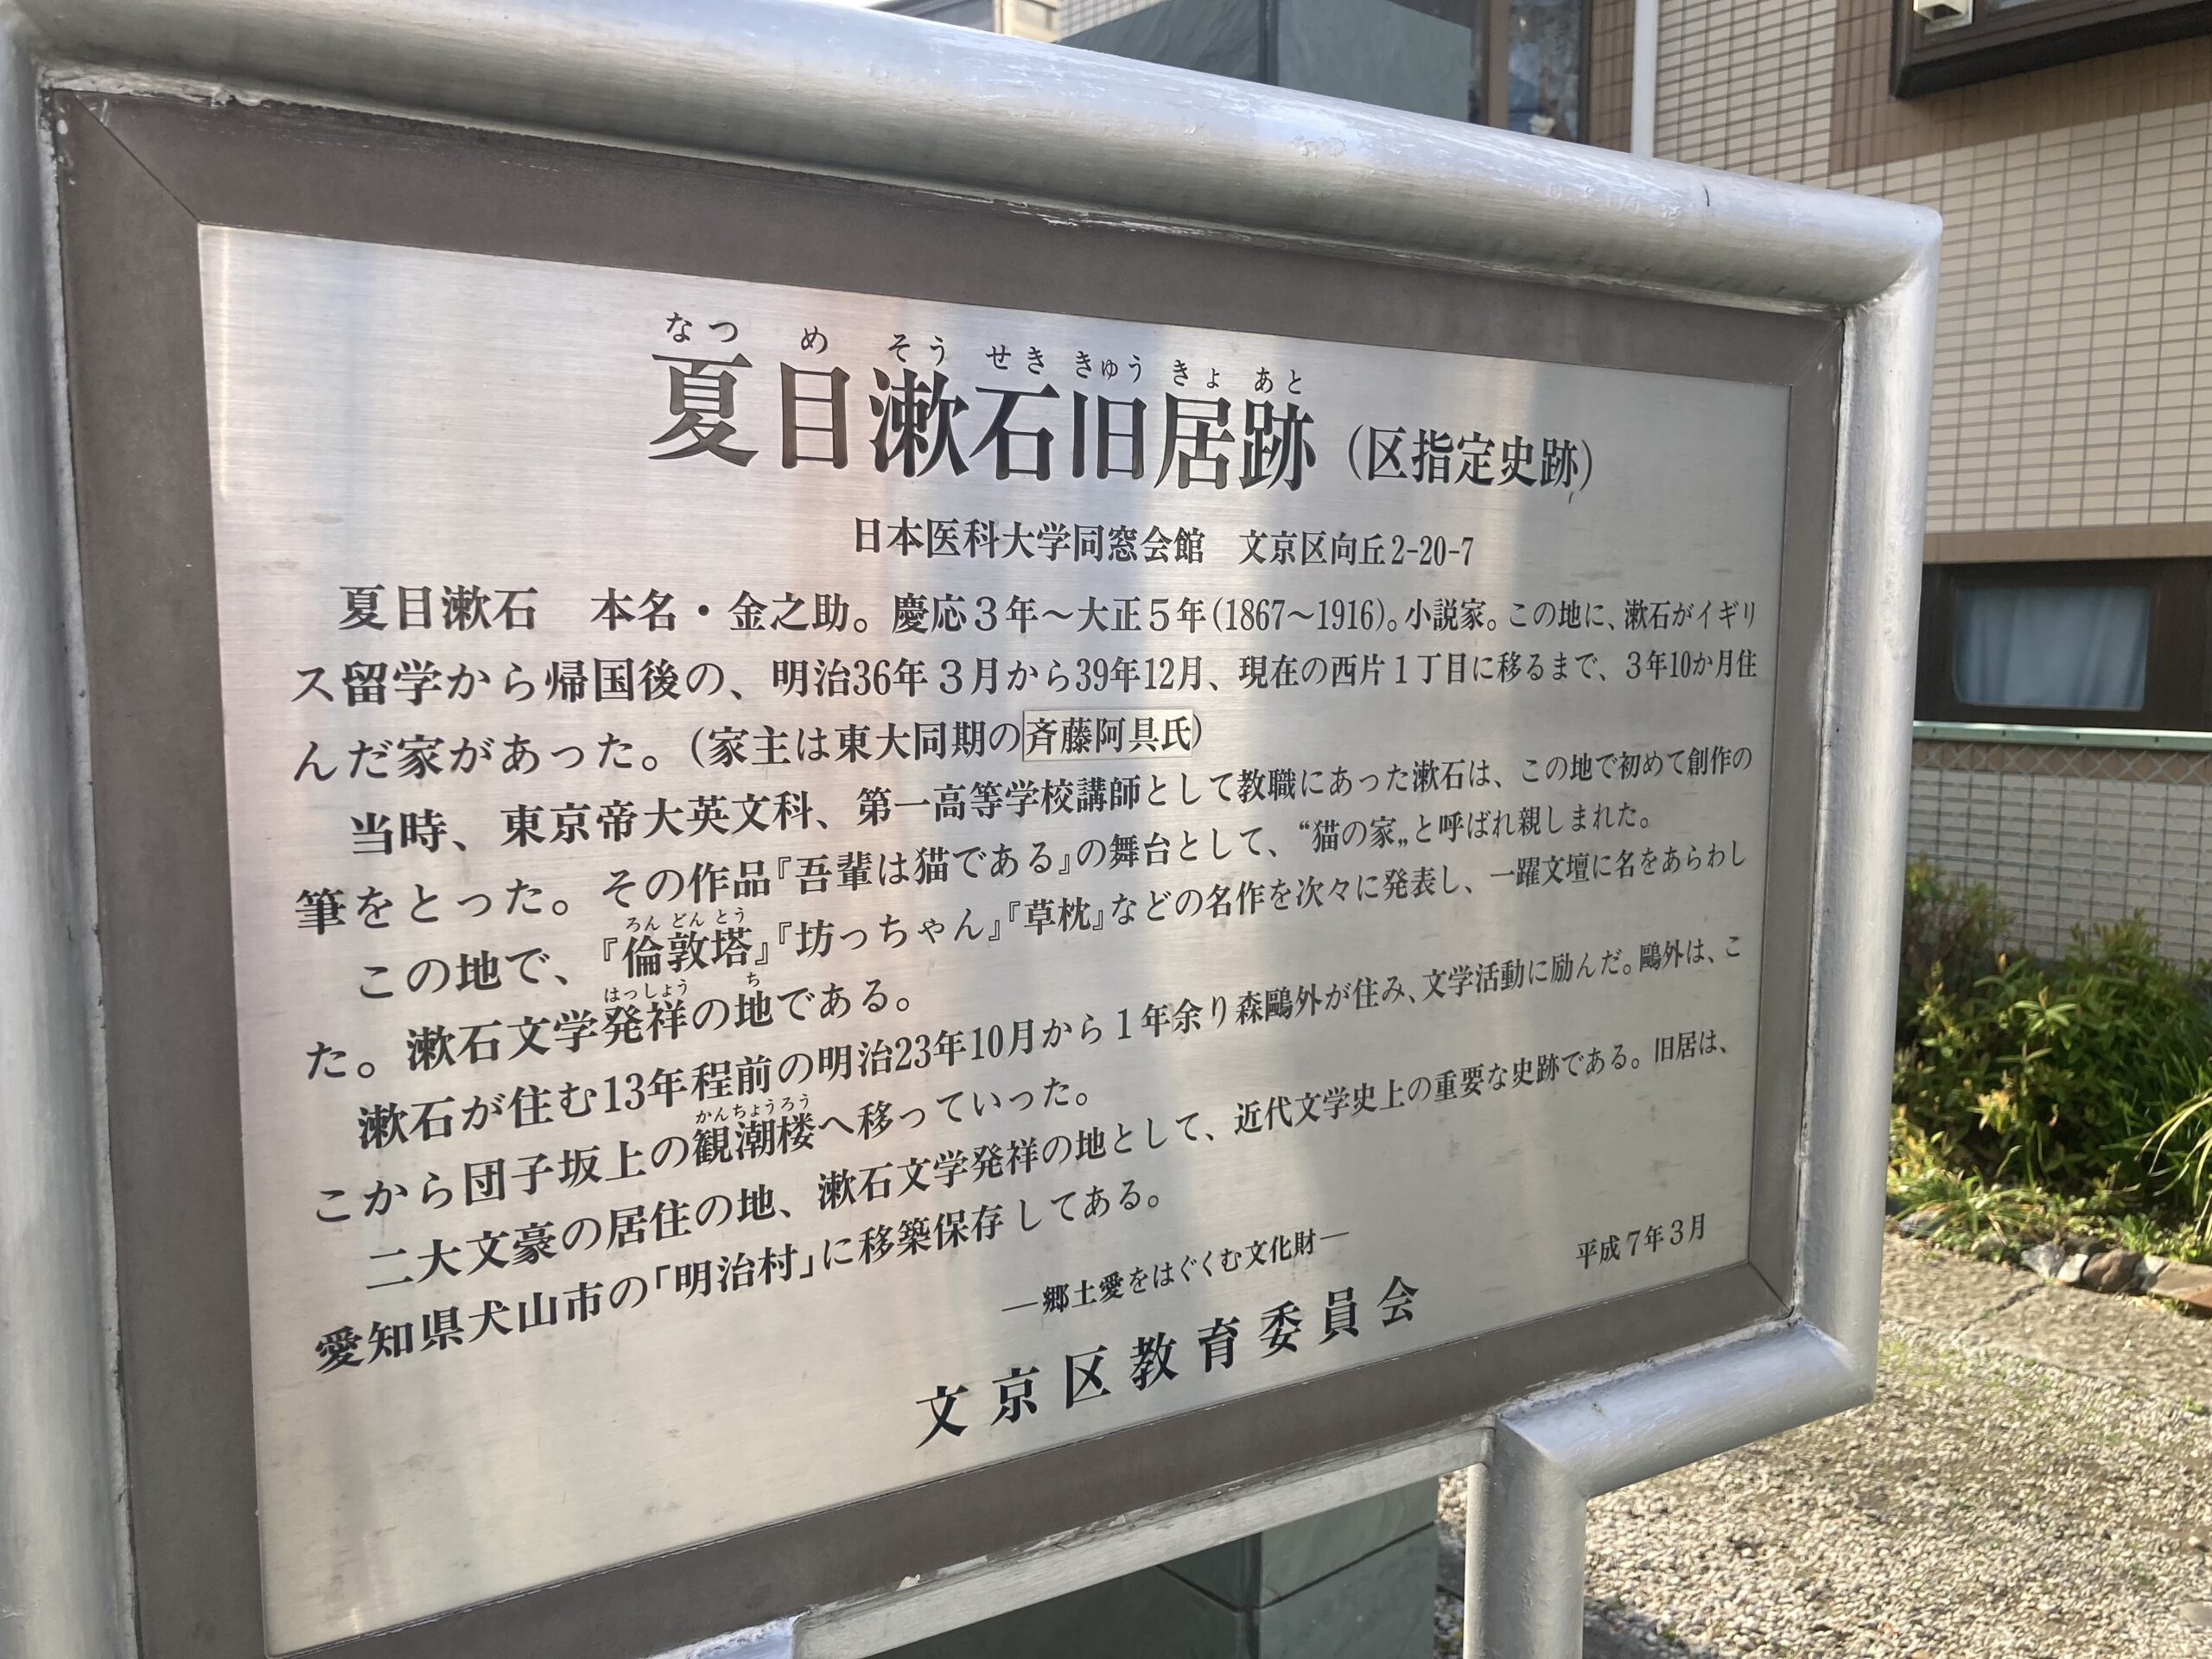 なつ め そう せき きゅう きょ あと
夏目漱石旧居跡(区指定史跡)
日本医科大学同窓会館 文京区向丘2-20-7
夏目漱石 本名・金之助。慶応3年〜大正5年(1867〜1916)。小説家。この地に、漱石がイギリ
ス留学から帰国後の、明治36年3月から39年12月、現在の西片1丁目に移るまで、3年10か月住
んだ家があった。(家主は東大同期の斉藤阿具氏)
当時、東京帝大英文科、第一高等学校講師として教職にあった漱石は、この地で初めて創作の
筆をとった。その作品『吾輩は猫である』の舞台として、“猫の家„と呼ばれ親しまれた。
ろん どん とう
この地で、『倫敦塔』『坊っちゃん』『草枕』などの名作を次々に発表し、一躍文壇に名をあらわし
はっしょう ち
た。漱石文学発祥の地である。
漱石が住む13年程前の明治23年10月から1年余り森鷗外が住み、文学活動に励んだ。鷗外は、こ
かんちょうろう
こから団子坂上の観潮楼へ移っていった。
二大文豪の居住の地、漱石文学発祥の地として、近代文学史上の重要な史跡である。旧居は、
愛知県犬山市の「明治村」に移築保存してある。
―郷土愛をはぐくむ文化財―
文京区教育委員会 平成7年3月